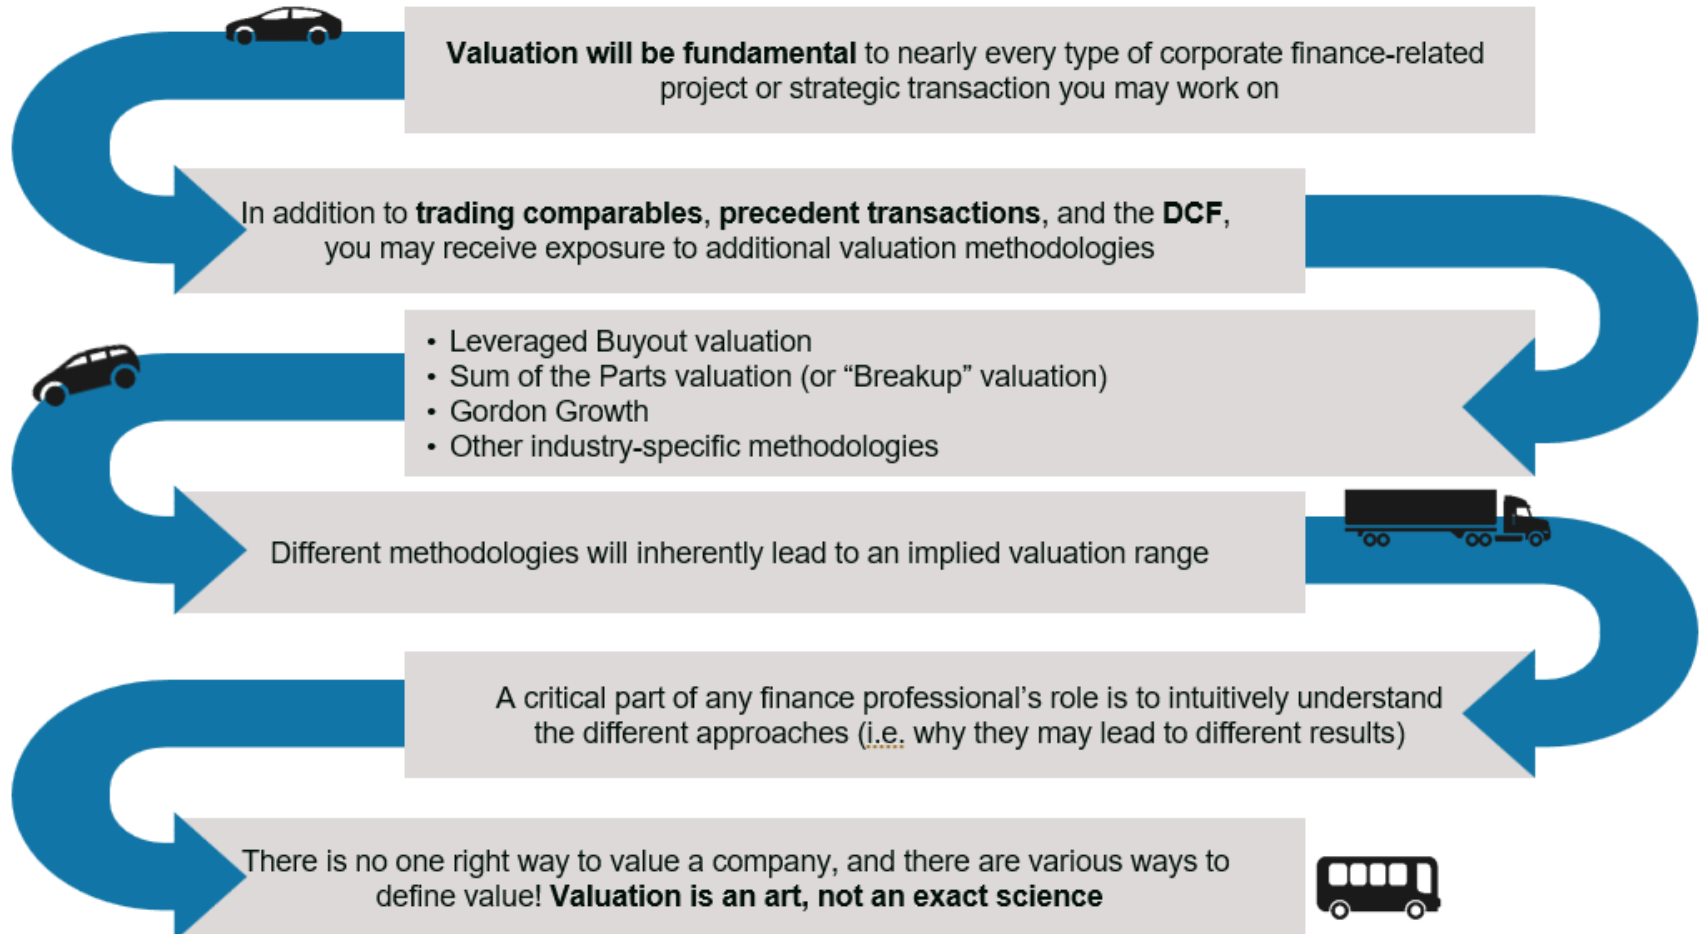 Valuation will be fundamental to nearly every type of corporate finance-related
project or strategic transaction you may work on
In addition to trading comparables, precedent transactions, and the DCF,
you may receive exposure to additional valuation methodologies
• Leveraged Buyout valuation
• Sum of the Parts valuation (or “Breakup” valuation)
• Gordon Growth
• Other industry-specific methodologies
Different methodologies will inherently lead to an implied valuation range
A critical part of any finance professional’s role is to intuitively understand
the different approaches (i.e. why they may lead to different results)
There is no one right way to value a company, and there are various ways to
define value! Valuation is an art, not an exact science